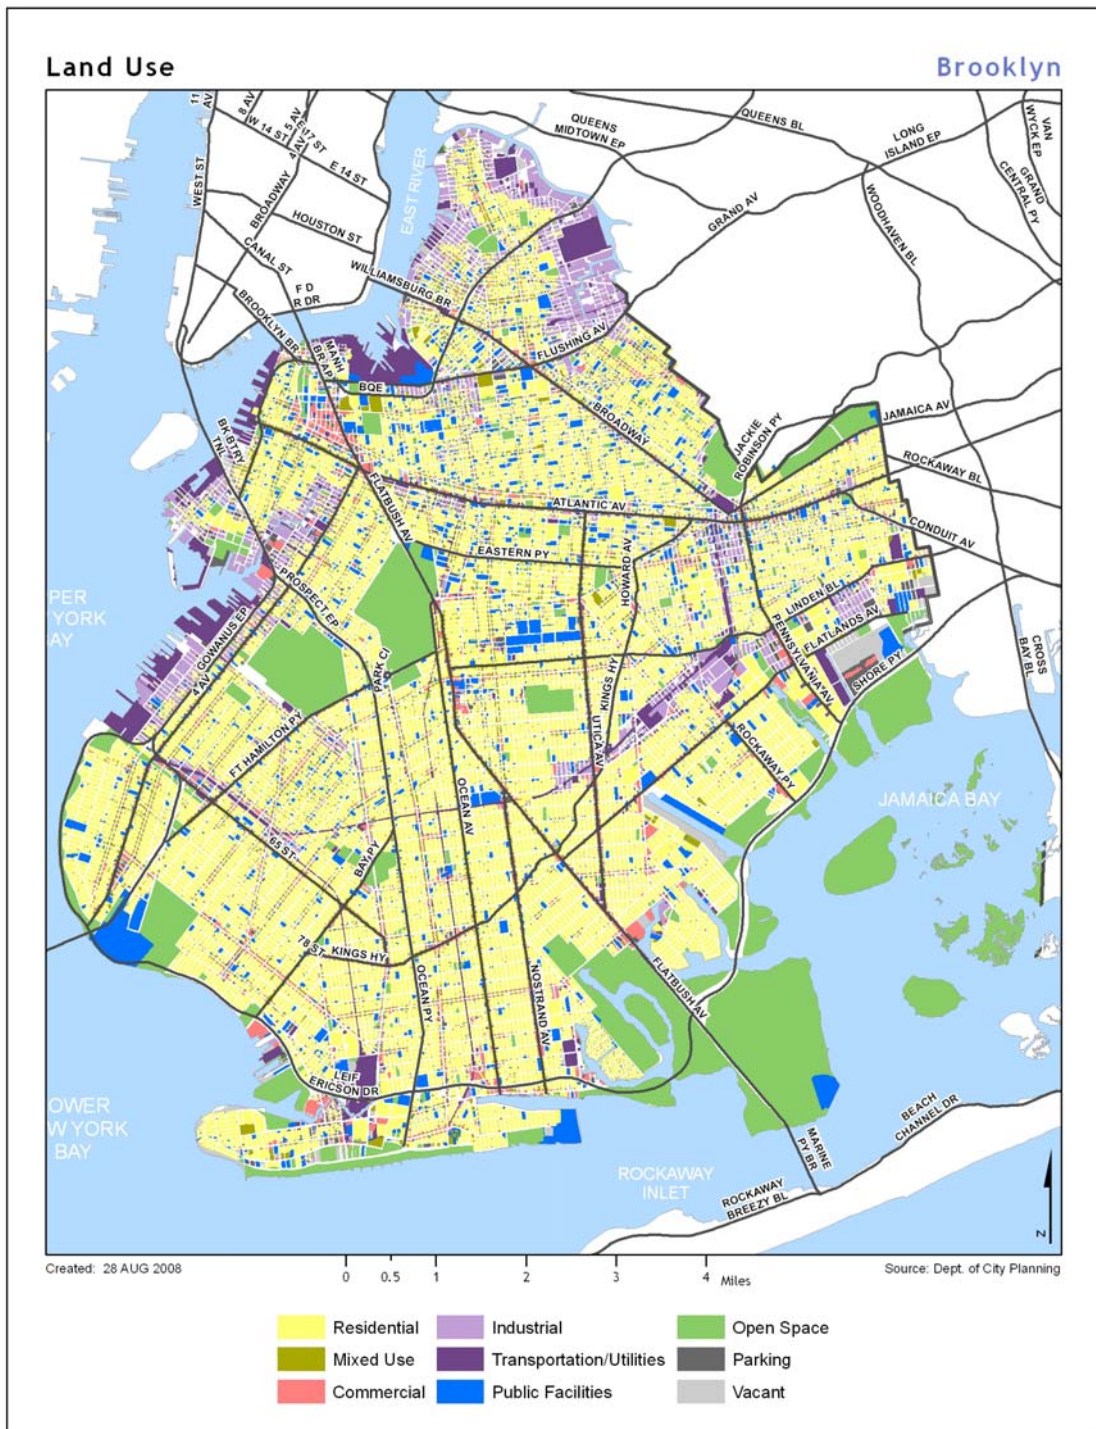 Land Use
Brooklyn
11
AV
8 AV
W 14 ST
5 AV
E 17 ST
4 AV
E 14 ST
WEST ST
BROADWAY
HOUSTON ST
CANAL ST
EAST RIVER
QUEENS
MIDTOWN EP
QUEENS BL
LONG
ISLAND EP
VAN
WYCK EP
GRAND
CENTRAL PY
GRAND AV
WOODHAVEN BL
WILLIAMSBURG BR
F D
R DR
BROOKLYN BR
MANH
BR AP
BQE
FLUSHING AV
BROADWAY
JACKIE
ROBINSON PY
JAMAICA AV
ROCKAWAY BL
CONDUIT AV
BK BTRY
TNL
FLATBUSH AV
ATLANTIC AV
EASTERN PY
HOWARD AV
LINDEN BL
FLATLANDS AV
PENNSYLVANIA AV
SHORE PY
CROSS
BAY BL
PER
YORK
BAY
PROSPECT EP
GOWANUS EP
4 AV
PARK CI
FT HAMILTON PY
KINGS HY
UTICA AV
ROCKAWAY PY
OCEAN AV
JAMAICA BAY
65 ST
BAY PY
78 ST
KINGS HY
OCEAN PY
NOSTRAND AV
FLATBUSH AV
LEIF
ERICSON DR
OWER
W YORK
BAY
BEACH
CHANNEL DR
MARINE
PY BR
ROCKAWAY
INLET
ROCKAWAY
BREEZY BL
N
Created: 28 AUG 2008
Source: Dept. of City Planning
0 0.5 1 2 3 4 Miles
Residential Industrial Open Space
Mixed Use Transportation/Utilities Parking
Commercial Public Facilities Vacant